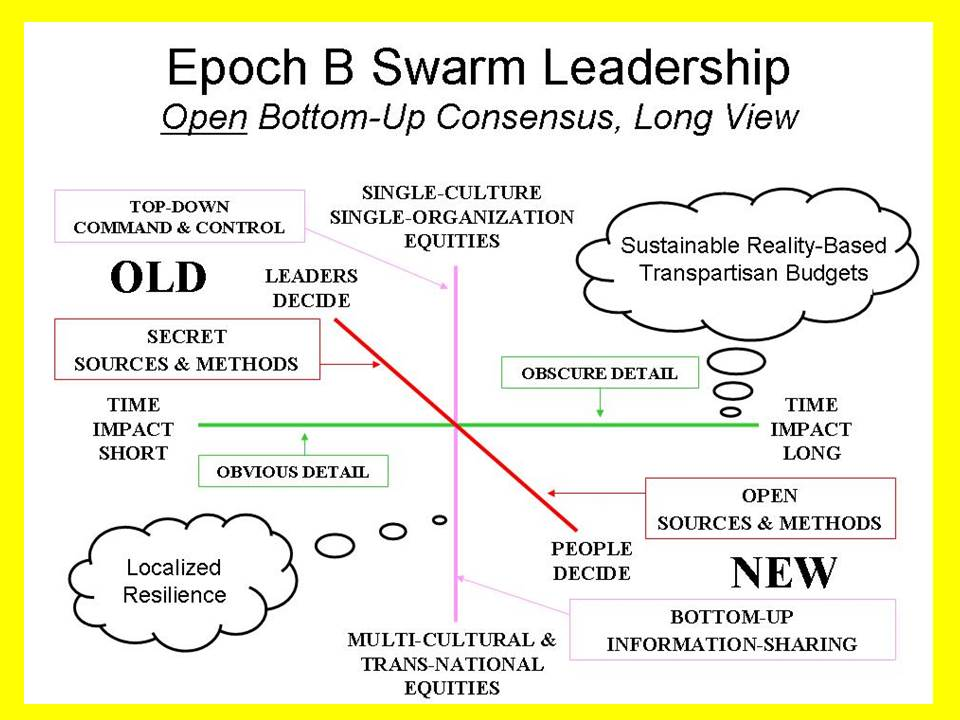 Epoch B Swarm Leadership
Open Bottom-Up Consensus, Long View
TOP-DOWN
COMMAND & CONTROL
SINGLE-CULTURE
SINGLE-ORGANIZATION
EQUITIES
Sustainable Reality-Based
Transpartisan Budgets
OLD
LEADERS
DECIDE
SECRET
SOURCES & METHODS
OBSCURE DETAIL
TIME
IMPACT
SHORT
TIME
IMPACT
LONG
OBVIOUS DETAIL
OPEN
SOURCES & METHODS
Localized
Resilience
PEOPLE
DECIDE
NEW
BOTTOM-UP
INFORMATION-SHARING
MULTI-CULTURAL &
TRANS-NATIONAL
EQUITIES